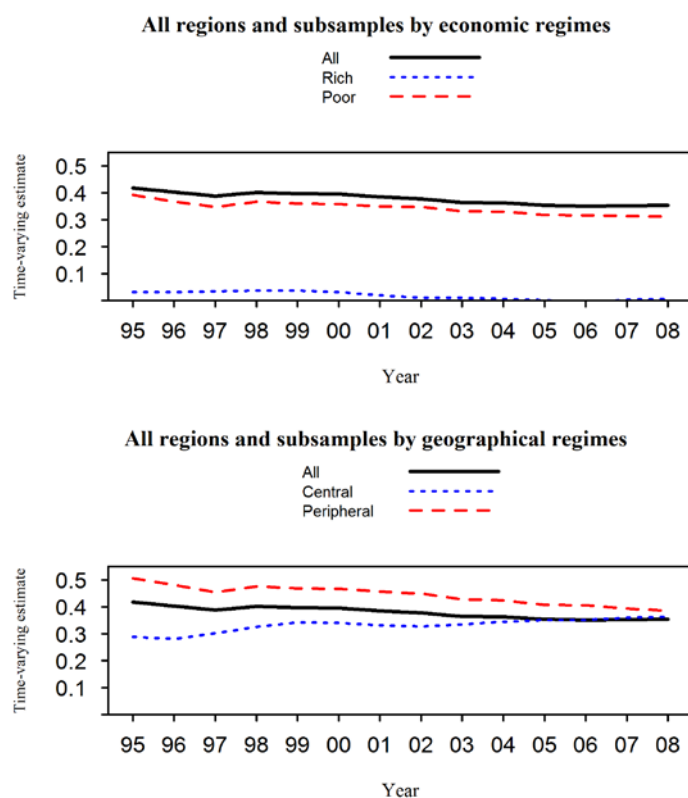 All regions and subsamples by economic regimes
All
Rich
Poor
Time-varying estimate
0.5
0.4
0.3
0.2
0.1
95 96 97 98 99 00 01 02 03 04 05 06 07 08
Year
All regions and subsamples by geographical regimes
All
Central
Peripheral
Time-varying estimate
0.5
0.4
0.3
0.2
0.1
95 96 97 98 99 00 01 02 03 04 05 06 07 08
Year